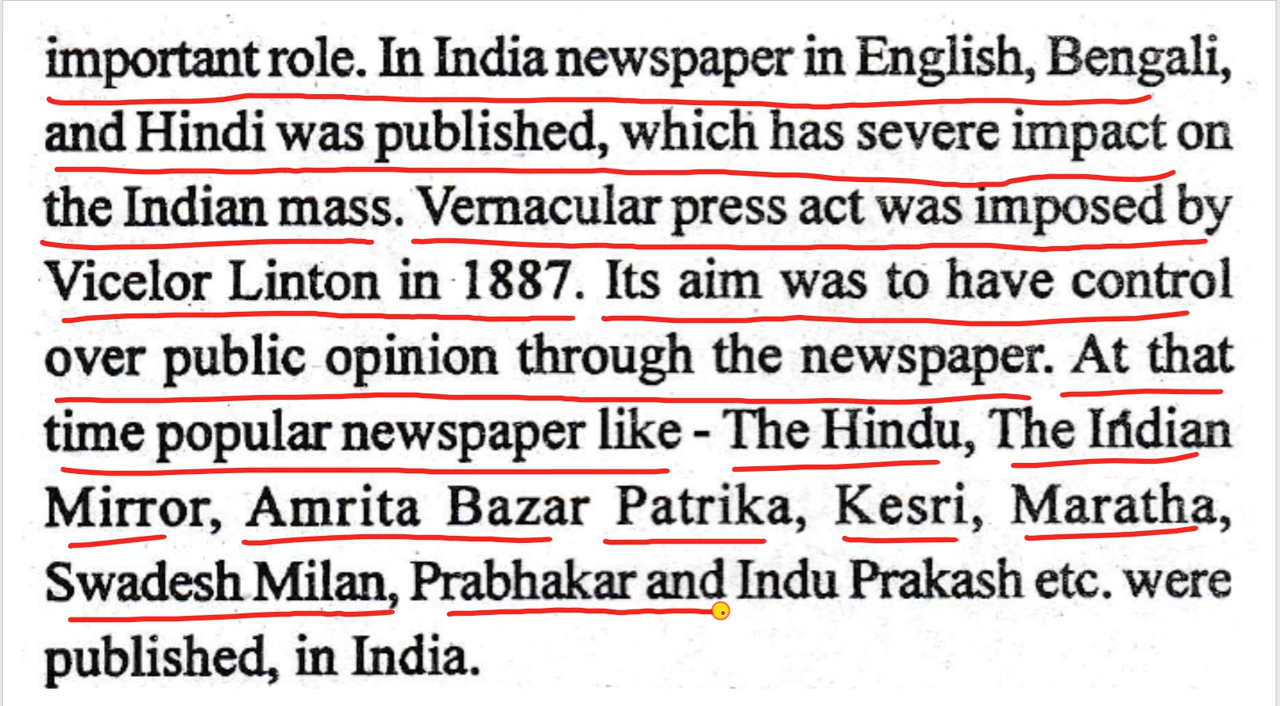 important role. In India newspaper in English, Bengali,
and Hindi was published, which has severe impact on
the Indian mass. Vernacular press act was imposed by
Vicelor Linton in 1887. Its aim was to have control
over public opinion through the newspaper. At that
time popular newspaper like - The Hindu, The Indian
Mirror, Amrita Bazar Patrika, Kesri, Maratha,
Swadesh Milan, Prabhakar and Indu Prakash etc. were
published, in India.